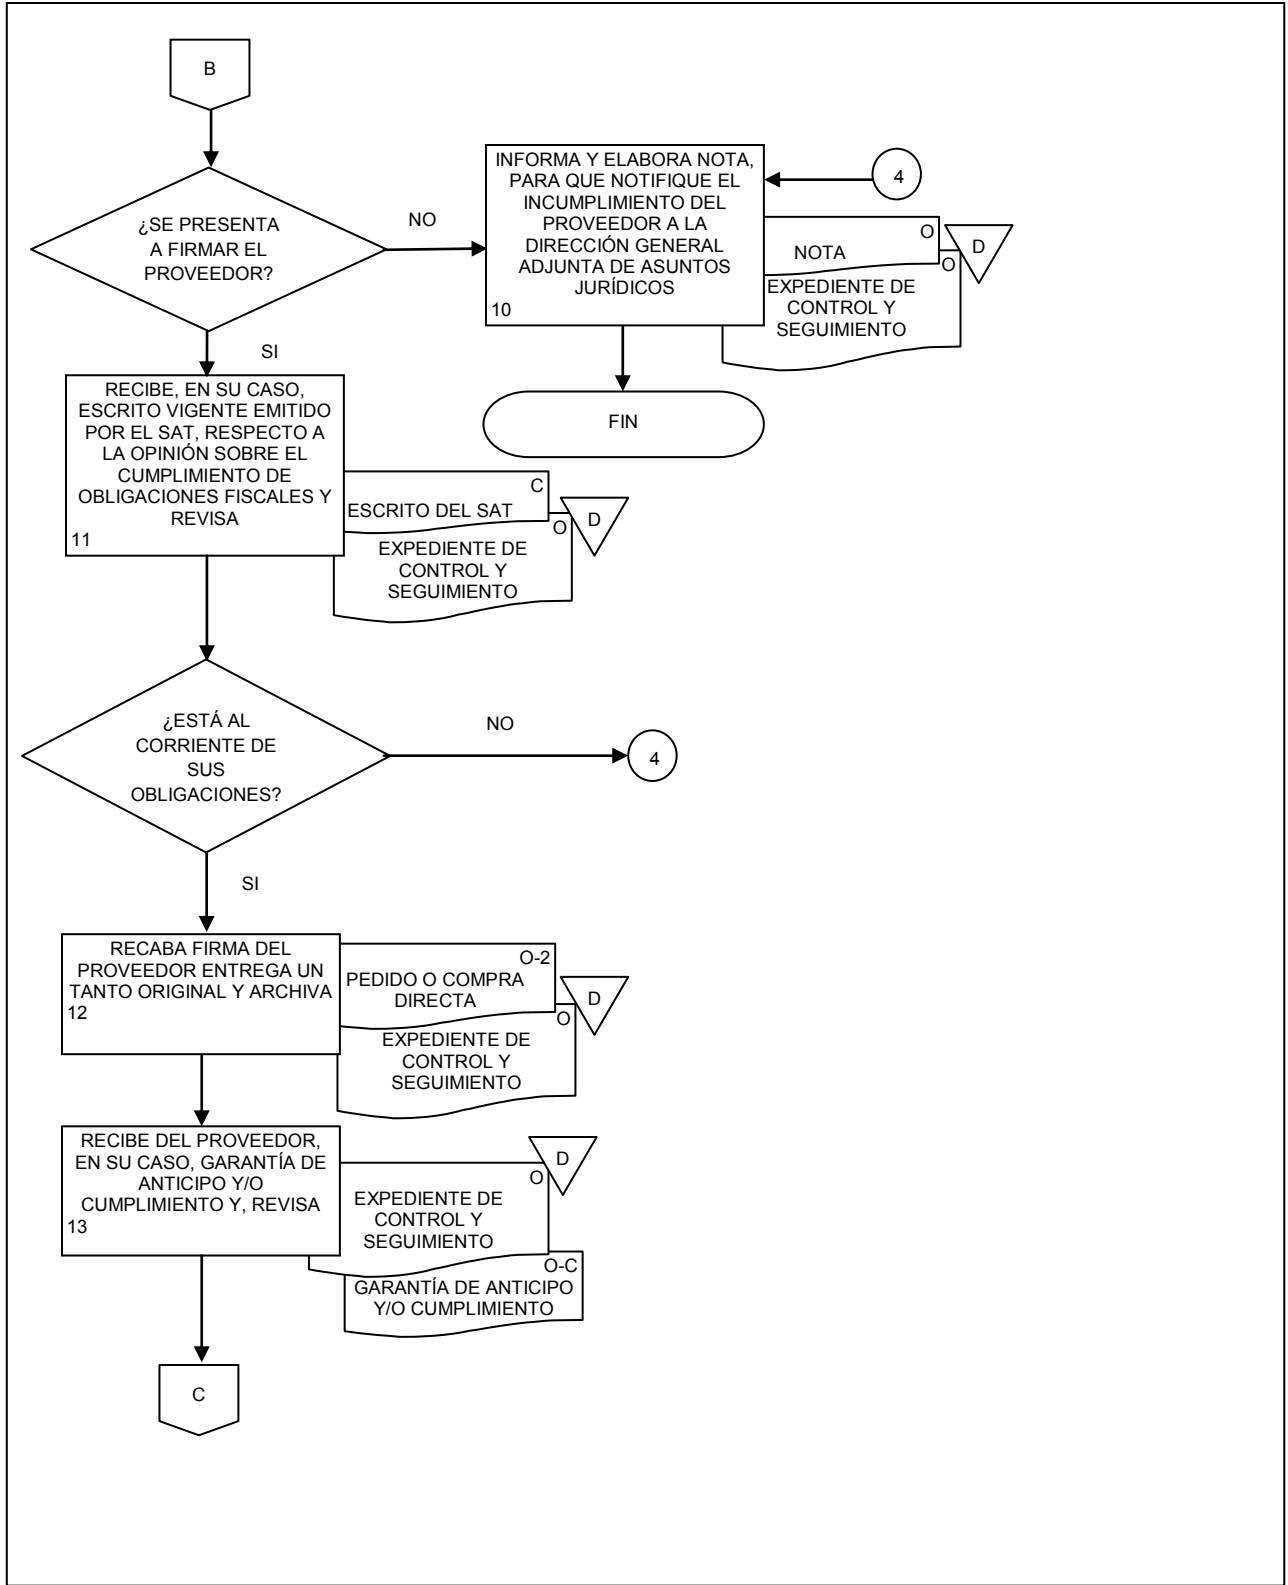 B
¿SE PRESENTA
A FIRMAR EL
PROVEEDOR?
NO
INFORMA Y ELABORA NOTA,
PARA QUE NOTIFIQUE EL
INCUMPLIMIENTO DEL
PROVEEDOR A LA
DIRECCIÓN GENERAL
ADJUNTA DE ASUNTOS
JURÍDICOS
10
4
O
NOTA
D
O
EXPEDIENTE DE
CONTROL Y
SEGUIMIENTO
FIN
SI
RECIBE, EN SU CASO,
ESCRITO VIGENTE EMITIDO
POR EL SAT, RESPECTO A
LA OPINIÓN SOBRE EL
CUMPLIMIENTO DE
OBLIGACIONES FISCALES Y
REVISA
11
C
ESCRITO DEL SAT
D
O
EXPEDIENTE DE
CONTROL Y
SEGUIMIENTO
¿ESTÁ AL
CORRIENTE DE
SUS
OBLIGACIONES?
NO
4
SI
RECABA FIRMA DEL
PROVEEDOR ENTREGA UN
TANTO ORIGINAL Y ARCHIVA
12
O-2
PEDIDO O COMPRA
DIRECTA
D
O
EXPEDIENTE DE
CONTROL Y
SEGUIMIENTO
RECIBE DEL PROVEEDOR,
EN SU CASO, GARANTÍA DE
ANTICIPO Y/O
CUMPLIMIENTO Y, REVISA
13
D
O
EXPEDIENTE DE
CONTROL Y
SEGUIMIENTO
O-C
GARANTÍA DE ANTICIPO
Y/O CUMPLIMIENTO
C